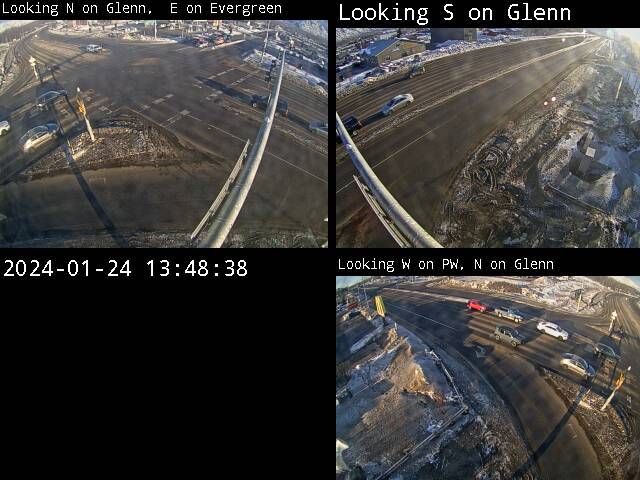 Looking N on Glenn,  E on Evergreen
Looking S on Glenn
2024-01-24 13:48:38
Looking W on PW, N on Glenn